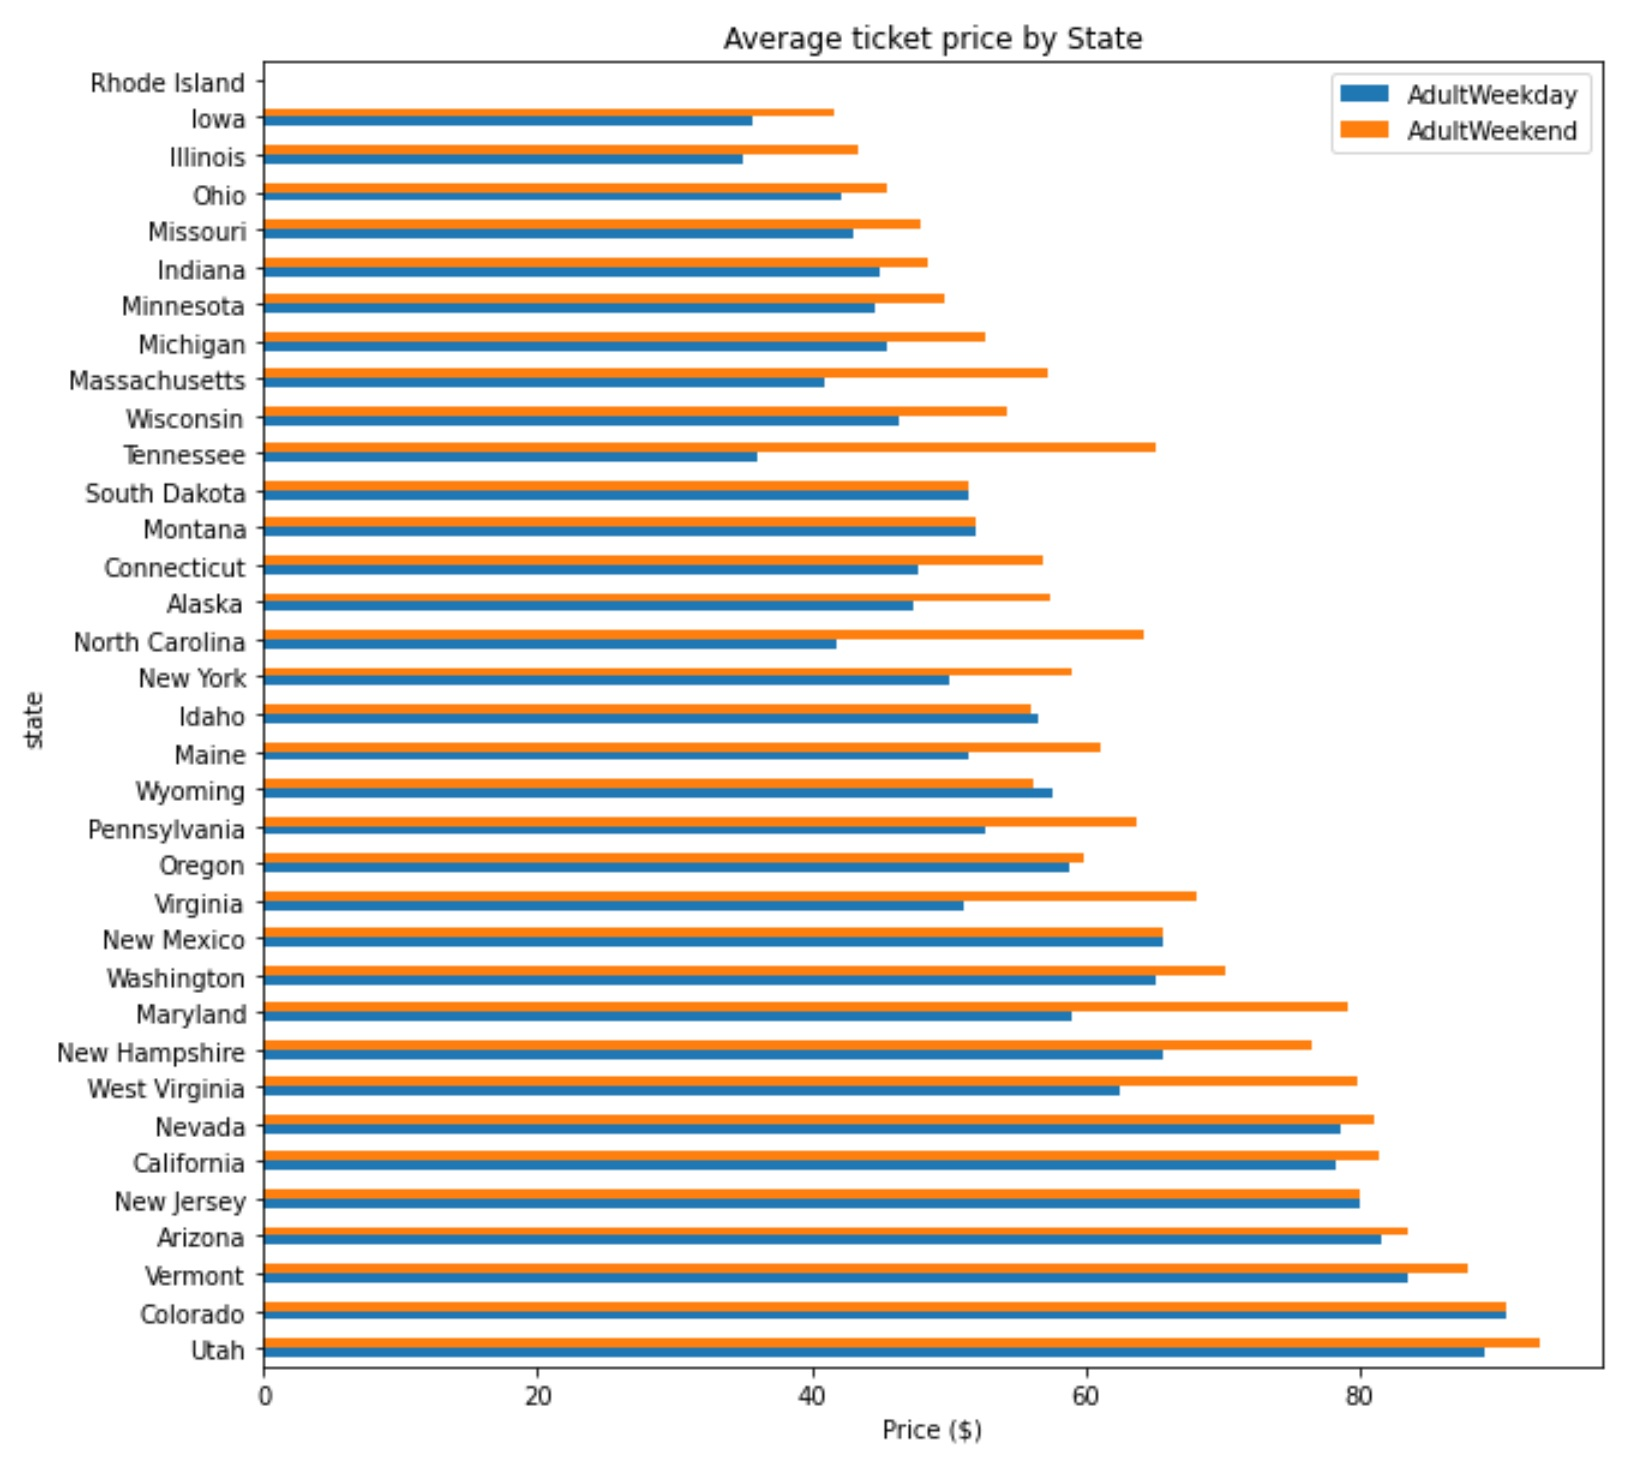 Average ticket price by State
AdultWeekday
AdultWeekend
Rhode Island
Iowa
Illinois
Ohio
Missouri
Indiana
Minnesota
Michigan
Massachusetts
Wisconsin
Tennessee
South Dakota
Montana
Connecticut
Alaska
North Carolina
New York
Idaho
Maine
Wyoming
Pennsylvania
Oregon
Virginia
New Mexico
Washington
Maryland
New Hampshire
West Virginia
Nevada
California
New Jersey
Arizona
Vermont
Colorado
Utah
state
0 20 40 60 80
Price ($)